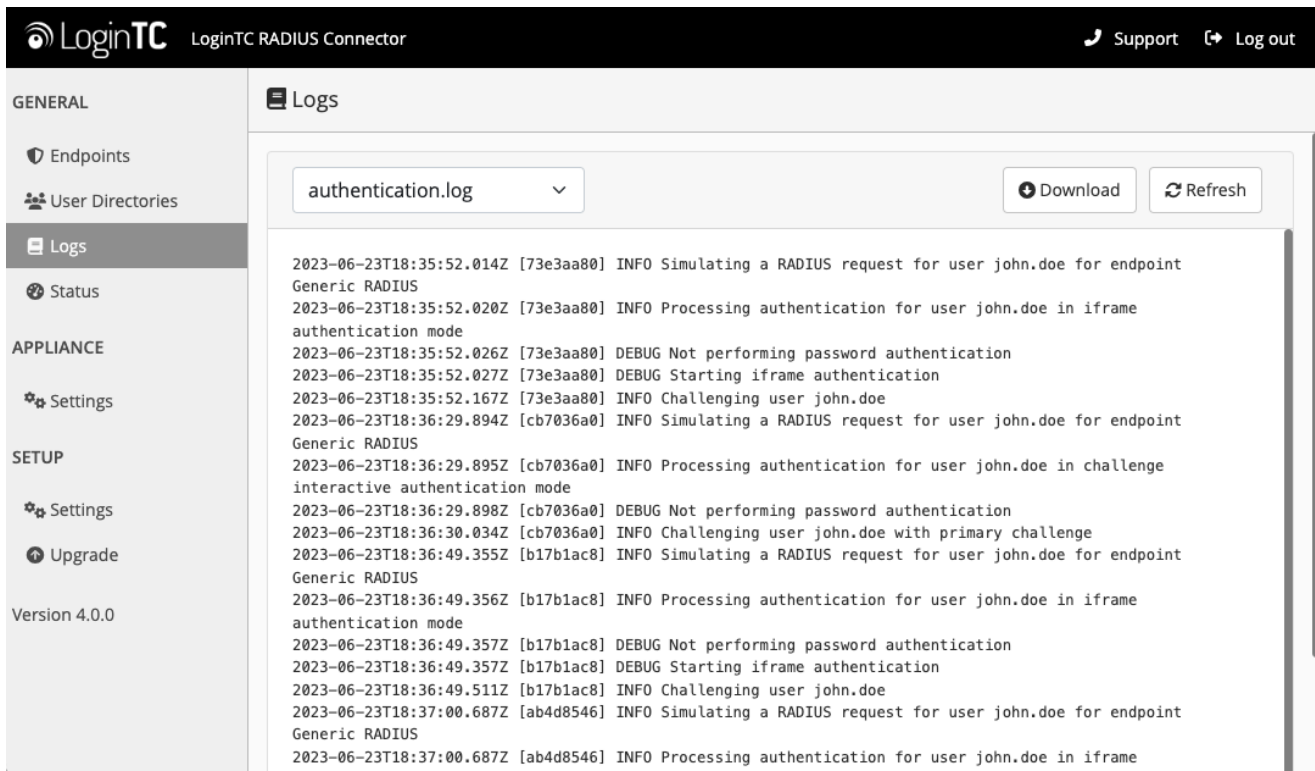 LoginTC LoginTC RADIUS Connector Support Log out
GENERAL
Endpoints
User Directories
Logs
Status
APPLIANCE
Settings
SETUP
Settings
Upgrade
Version 4.0.0
Logs
authentication.log Download Refresh
2023-06-23T18:35:52.014Z [73e3aa80] INFO Simulating a RADIUS request for user john.doe for endpoint
Generic RADIUS
2023-06-23T18:35:52.020Z [73e3aa80] INFO Processing authentication for user john.doe in iframe
authentication mode
2023-06-23T18:35:52.026Z [73e3aa80] DEBUG Not performing password authentication
2023-06-23T18:35:52.027Z [73e3aa80] DEBUG Starting iframe authentication
2023-06-23T18:35:52.167Z [73e3aa80] INFO Challenging user john.doe
2023-06-23T18:36:29.894Z [cb7036a0] INFO Simulating a RADIUS request for user john.doe for endpoint
Generic RADIUS
2023-06-23T18:36:29.895Z [cb7036a0] INFO Processing authentication for user john.doe in challenge
interactive authentication mode
2023-06-23T18:36:29.898Z [cb7036a0] DEBUG Not performing password authentication
2023-06-23T18:36:30.034Z [cb7036a0] INFO Challenging user john.doe with primary challenge
2023-06-23T18:36:49.355Z [b17b1ac8] INFO Simulating a RADIUS request for user john.doe for endpoint
Generic RADIUS
2023-06-23T18:36:49.356Z [b17b1ac8] INFO Processing authentication for user john.doe in iframe
authentication mode
2023-06-23T18:36:49.357Z [b17b1ac8] DEBUG Not performing password authentication
2023-06-23T18:36:49.357Z [b17b1ac8] DEBUG Starting iframe authentication
2023-06-23T18:36:49.511Z [b17b1ac8] INFO Challenging user john.doe
2023-06-23T18:37:00.687Z [ab4d8546] INFO Simulating a RADIUS request for user john.doe for endpoint
Generic RADIUS
2023-06-23T18:37:00.687Z [ab4d8546] INFO Processing authentication for user john.doe in iframe